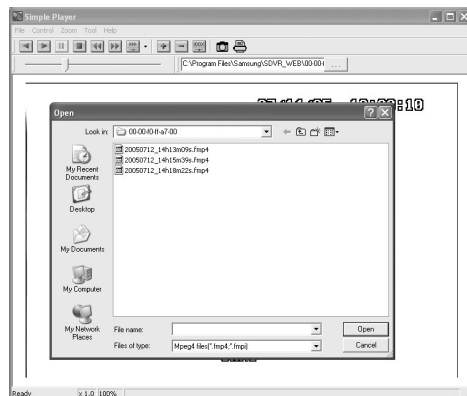 Simple Player
File Control Zoom Tool Help
100%
C:\Program Files\Samsung\SDVR_WEB\00-00-
...
Open
Look in: 00-00-f0-ff-a7-00
20050712_14h13m09s.fmp4
20050712_14h15m39s.fmp4
20050712_14h18m22s.fmp4
My Recent
Documents
Desktop
My Documents
My Computer
My Network
Places
File name:
Open
Files of type: Mpeg4 files(*.fmp4;*.fmpi)
Cancel
Ready x 1.0 100%